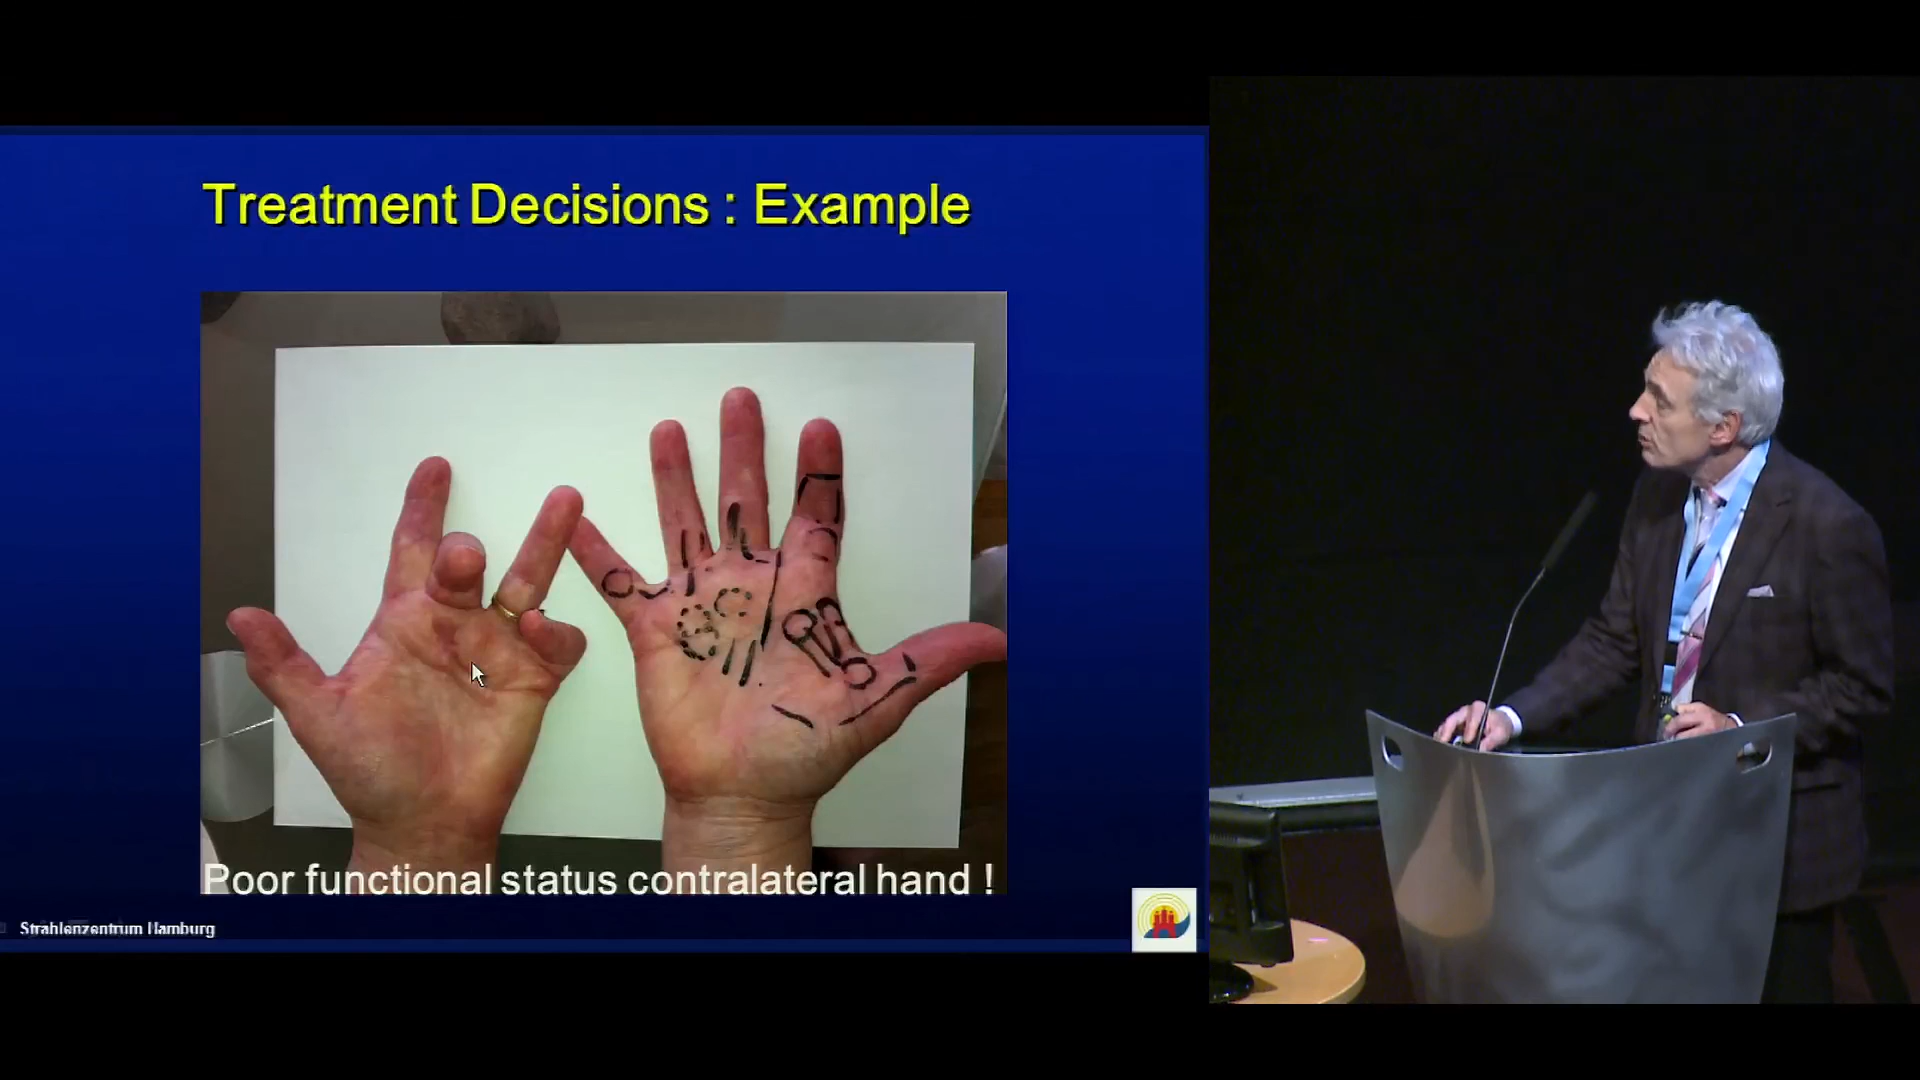 Treatment Decisions : Example
Poor functional status contralateral hand !
Strahlenzentrum Hamburg